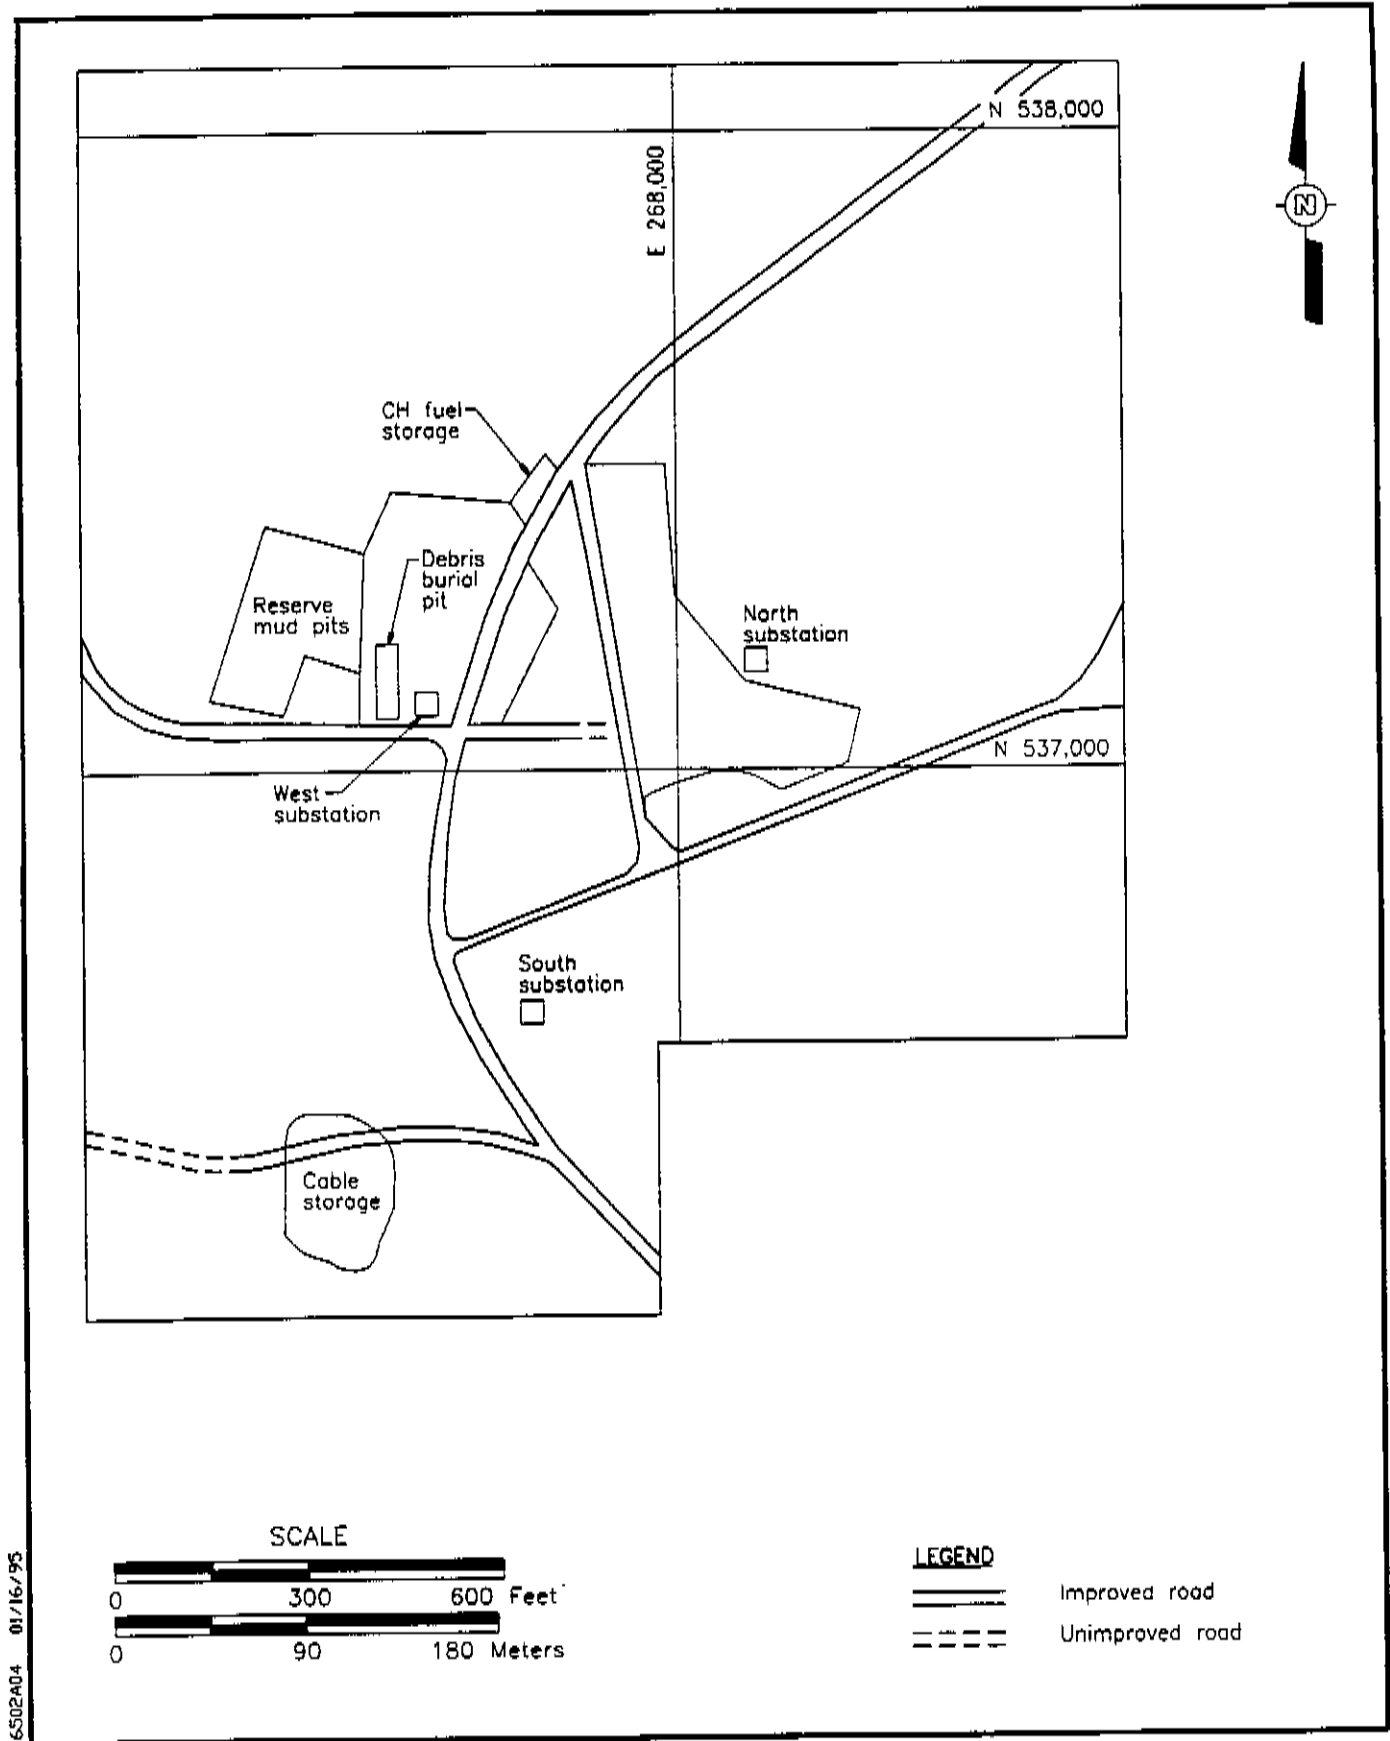 N 538,000
E 268,000
N
CH fuel
storage
Debris
burial
pit
Reserve
mud pits
North
substation
N 537,000
West
substation
South
substation
Cable
storage
SCALE
0 300 600 Feet
0 90 180 Meters
LEGEND
Improved road
Unimproved road
6502A04 01/16/95